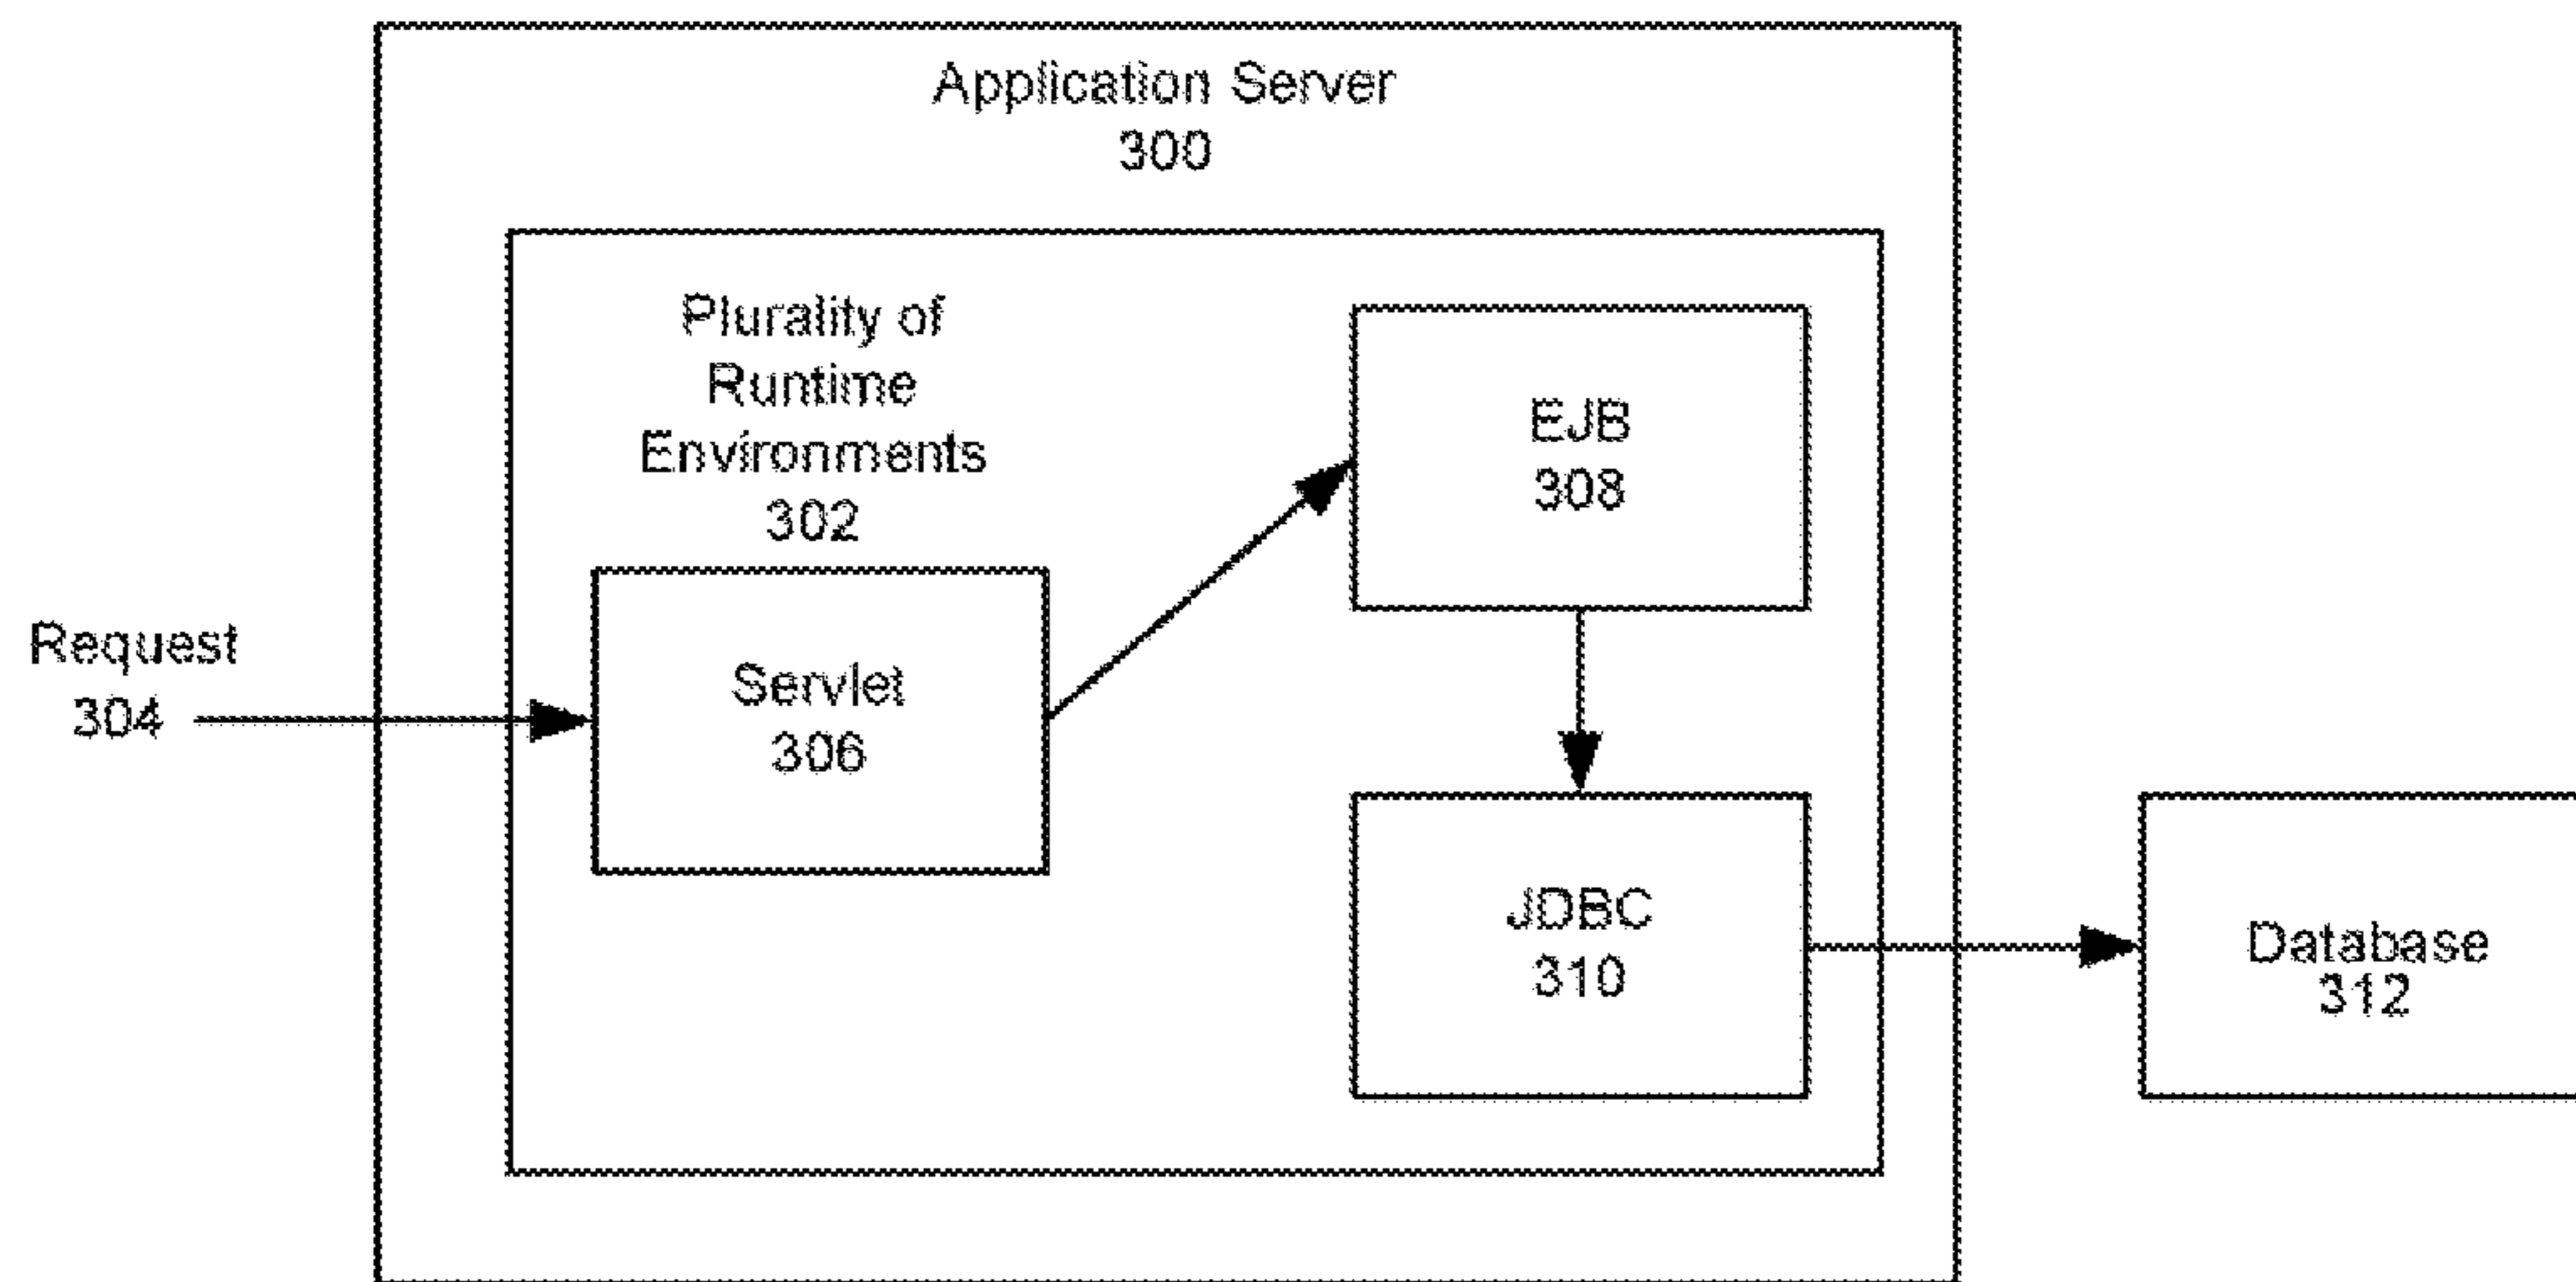 Application Server
300
Plurality of
Runtime
Environments
302
EJB
308
Request
304
Servlet
306
JDBC
310
Database
312